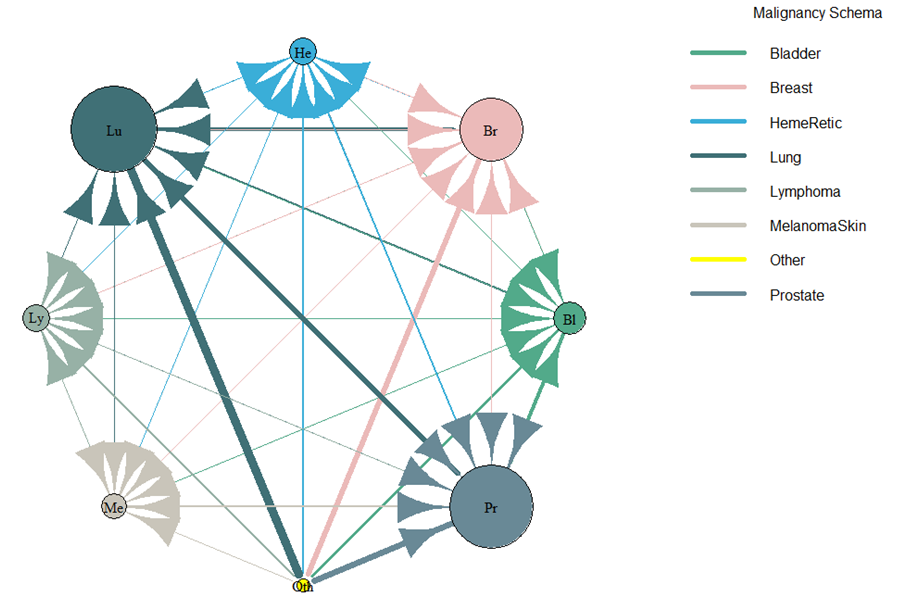 Malignancy Schema
Bladder
Breast
HemeRetic
Lung
Lymphoma
MelanomaSkin
Other
Prostate
He
Lu
Br
Ly
Bl
Me
Pr
Oth